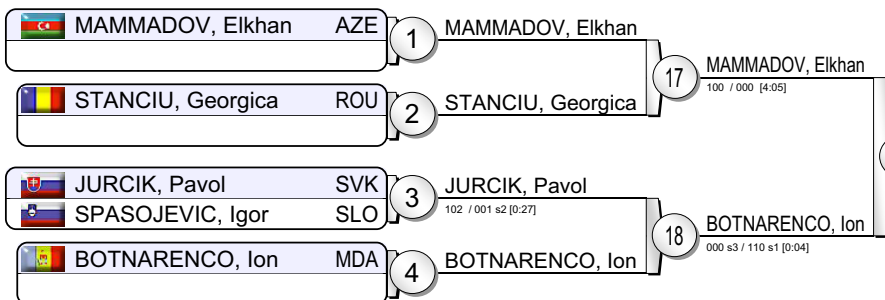 MAMMADOV, Elkhan AZE
1
MAMMADOV, Elkhan
STANCIU, Georgica ROU
2
STANCIU, Georgica
17
MAMMADOV, Elkhan
100 / 000 [4:05]
JURCIK, Pavol SVK
SPASOJEVIC, Igor SLO
3
JURCIK, Pavol
102 / 001 s2 [0:27]
BOTNARENCO, Ion MDA
4
BOTNARENCO, Ion
18
BOTNARENCO, Ion
000 s3 / 110 s1 [0:04]